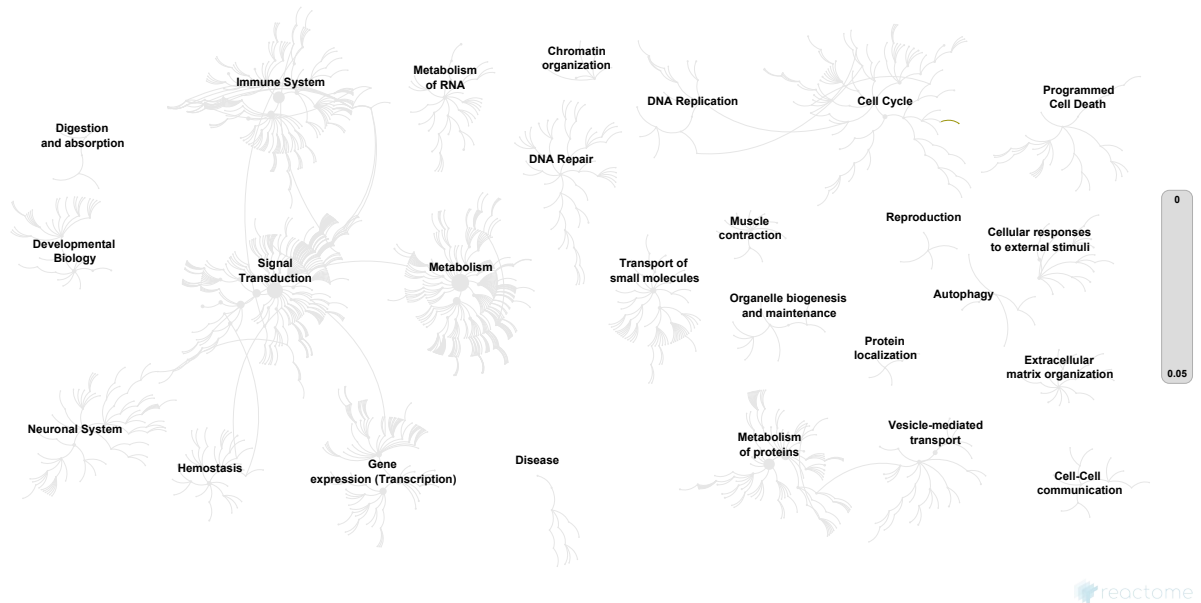 Chromatin
organization
Immune System
Metabolism
of RNA
DNA Replication
Cell Cycle
Programmed
Cell Death
Digestion
and absorption
DNA Repair
0
Developmental
Biology
Muscle
contraction
Reproduction
Cellular responses
to external stimuli
Signal
Transduction
Metabolism
Transport of
small molecules
Organelle biogenesis
and maintenance
Autophagy
Protein
localization
Extracellular
matrix organization
0.05
Neuronal System
Hemostasis
Gene
expression (Transcription)
Disease
Metabolism
of proteins
Vesicle-mediated
transport
Cell-Cell
communication
reactome